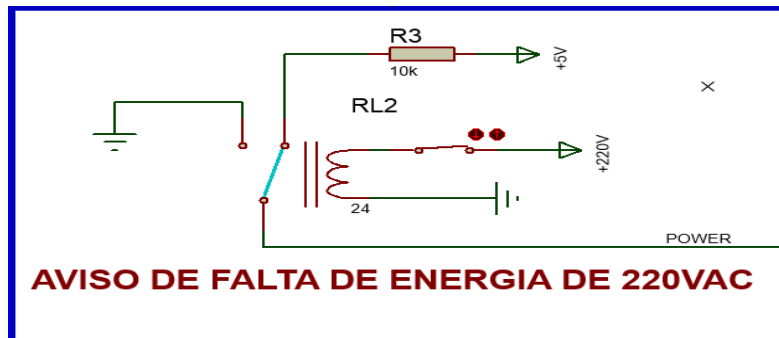 R3
10k
+5V
RL2
+220V
24
POWER
AVISO DE FALTA DE ENERGIA DE 220VAC